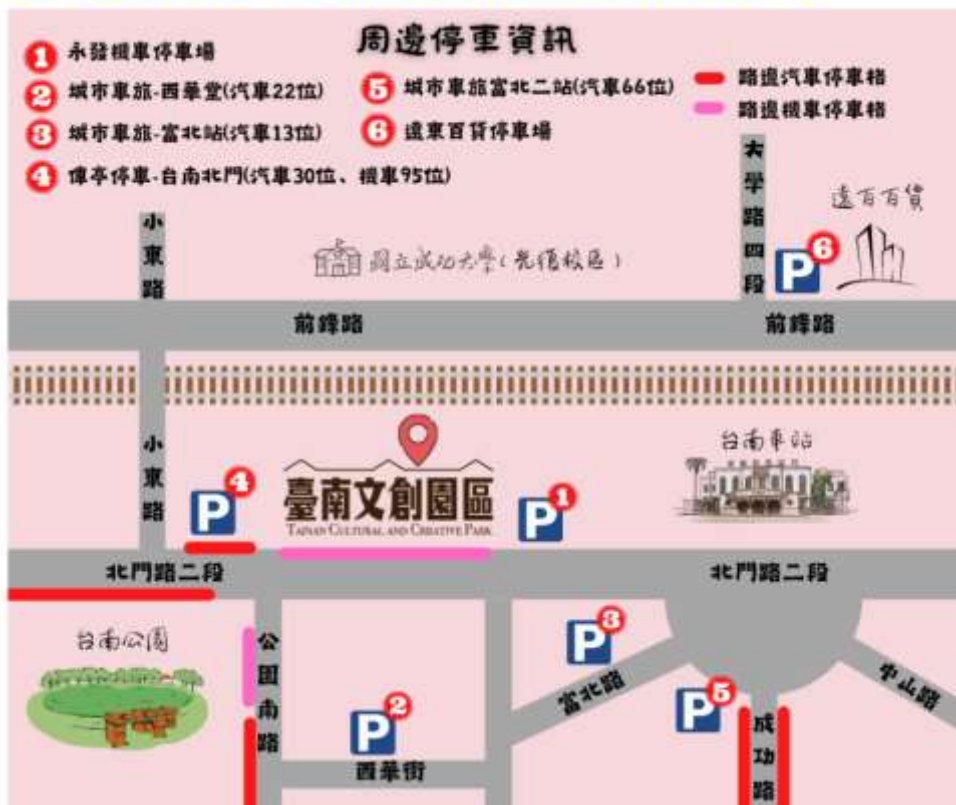 周邊停車資訊
1 永發機車停車場
2 城市車旅-西華堂(汽車22位)
3 城市車旅-富北站(汽車13位)
4 俥亭停車-台南北門(汽車30位、機車95位)
5 城市車旅富北二站(汽車66位)
6 遠東百貨停車場
路邊汽車停車格
路邊機車停車格
小東路
國立成功大學(光復校區)
大學路四段
遠百百貨
P 6
前鋒路
前鋒路
小東路
台南車站
P 4
臺南文創園區
TAINAN CULTURAL AND CREATIVE PARK
P 1
北門路二段
北門路二段
台南公園
公園南路
P 2
西華街
P 3
富北路
P 5
成功路
中山路